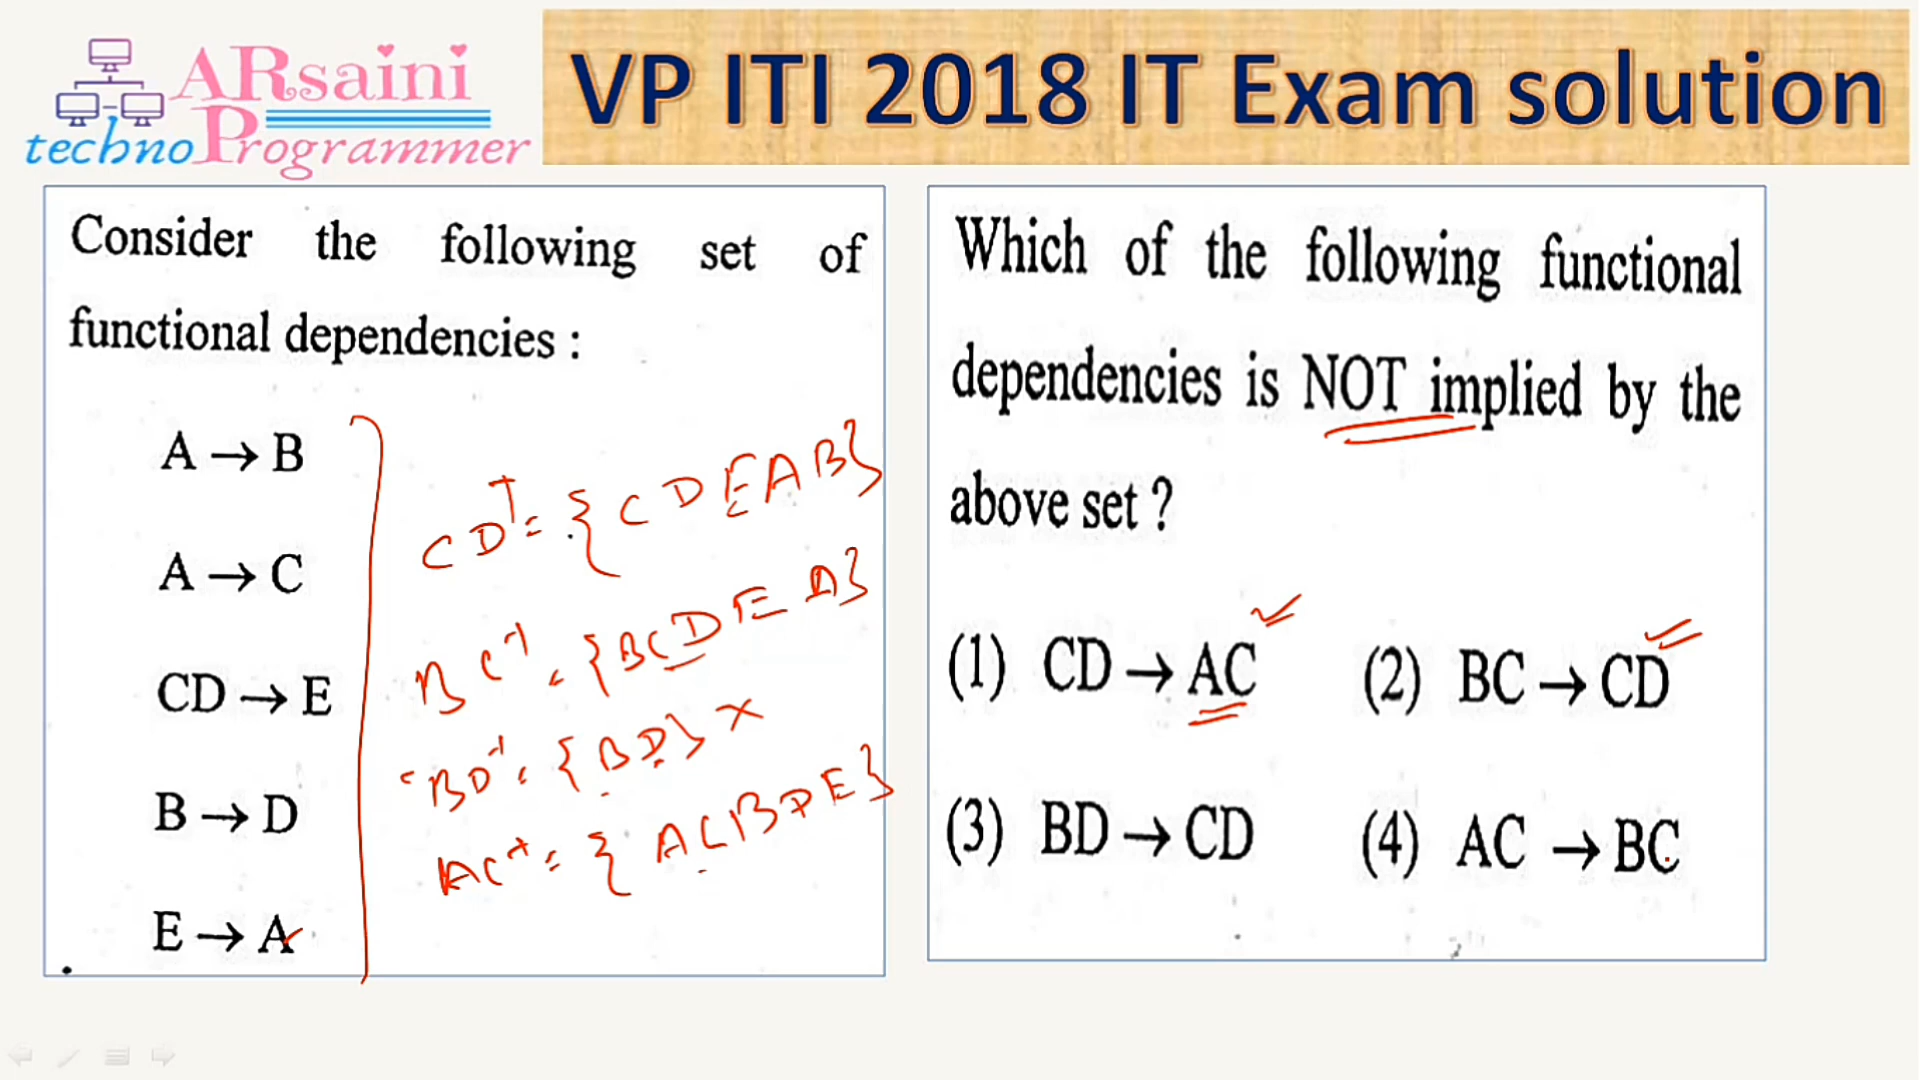 ARsaini
techno Programmer
VP ITI 2018 IT Exam solution
Consider the following set of
functional dependencies :
A → B
A → C
CD → E
B → D
E → A
CD+ = { C D E A B }
BC+ = { B C D E A }
BD+ = { B D } ×
AC+ = { A C B D E }
Which of the following functional
dependencies is NOT implied by the
above set ?
(1) CD → AC (2) BC → CD
(3) BD → CD (4) AC → BC